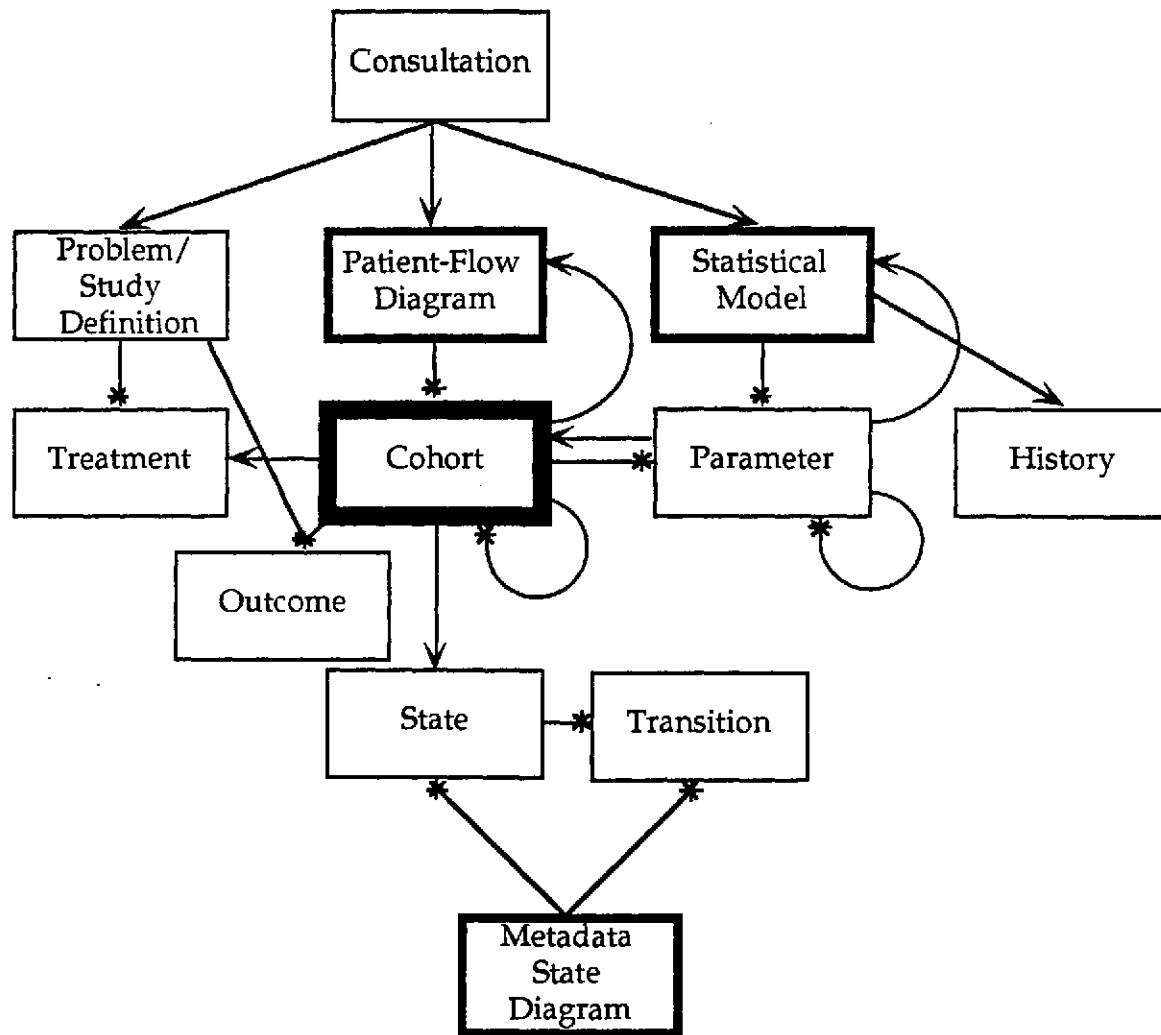 Consultation
Problem/
Study
Definition
Patient-Flow
Diagram
Statistical
Model
Treatment
Cohort
Parameter
History
Outcome
State
Transition
Metadata
State
Diagram